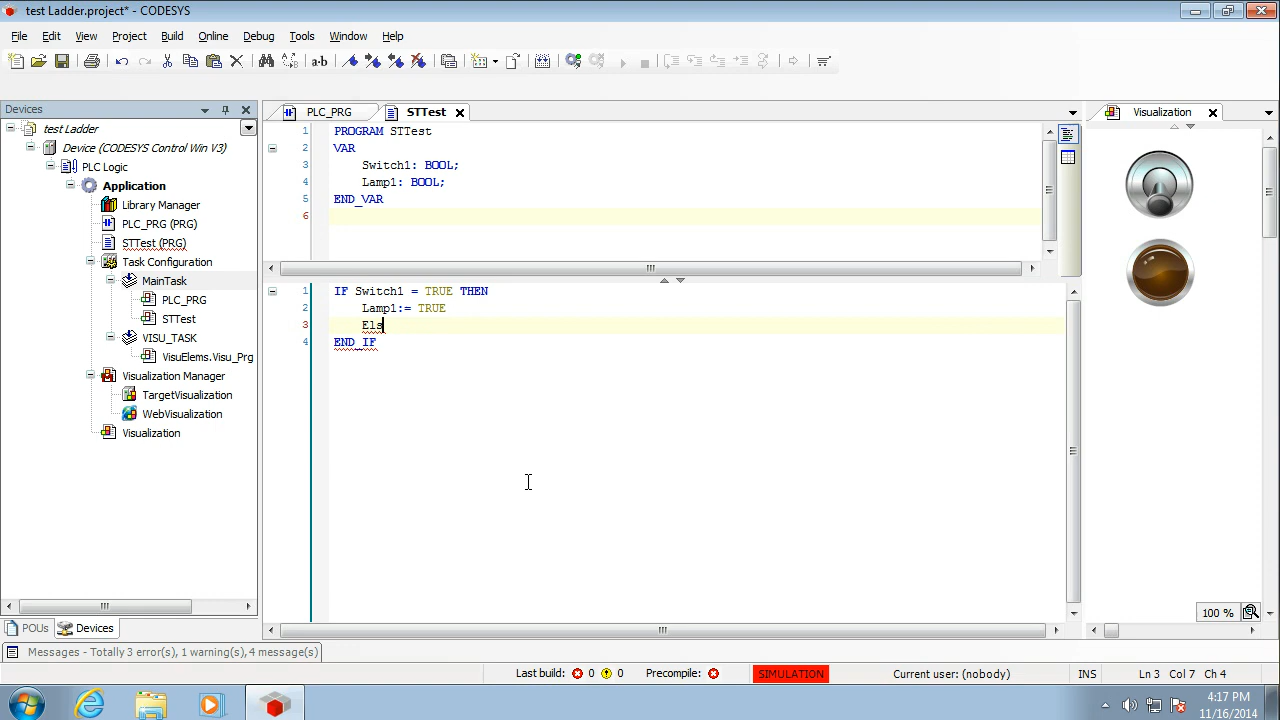 test Ladder.project* - CODESYS
File Edit View Project Build Online Debug Tools Window Help
Devices
test Ladder
Device (CODESYS Control Win V3)
PLC Logic
Application
Library Manager
PLC_PRG (PRG)
STTest (PRG)
Task Configuration
MainTask
PLC_PRG
STTest
VISU_TASK
VisuElems.Visu_Prg
Visualization Manager
TargetVisualization
WebVisualization
Visualization
POUs Devices
PLC_PRG STTest
1 PROGRAM STTest
2 VAR
3 Switch1: BOOL;
4 Lamp1: BOOL;
5 END_VAR
6
1 IF Switch1 = TRUE THEN
2 Lamp1:= TRUE
3 Els
4 END_IF
Visualization
100 %
Messages - Totally 3 error(s), 1 warning(s), 4 message(s)
Last build: 0 0 Precompile: SIMULATION Current user: (nobody) INS Ln 3 Col 7 Ch 4
4:17 PM
11/16/2014